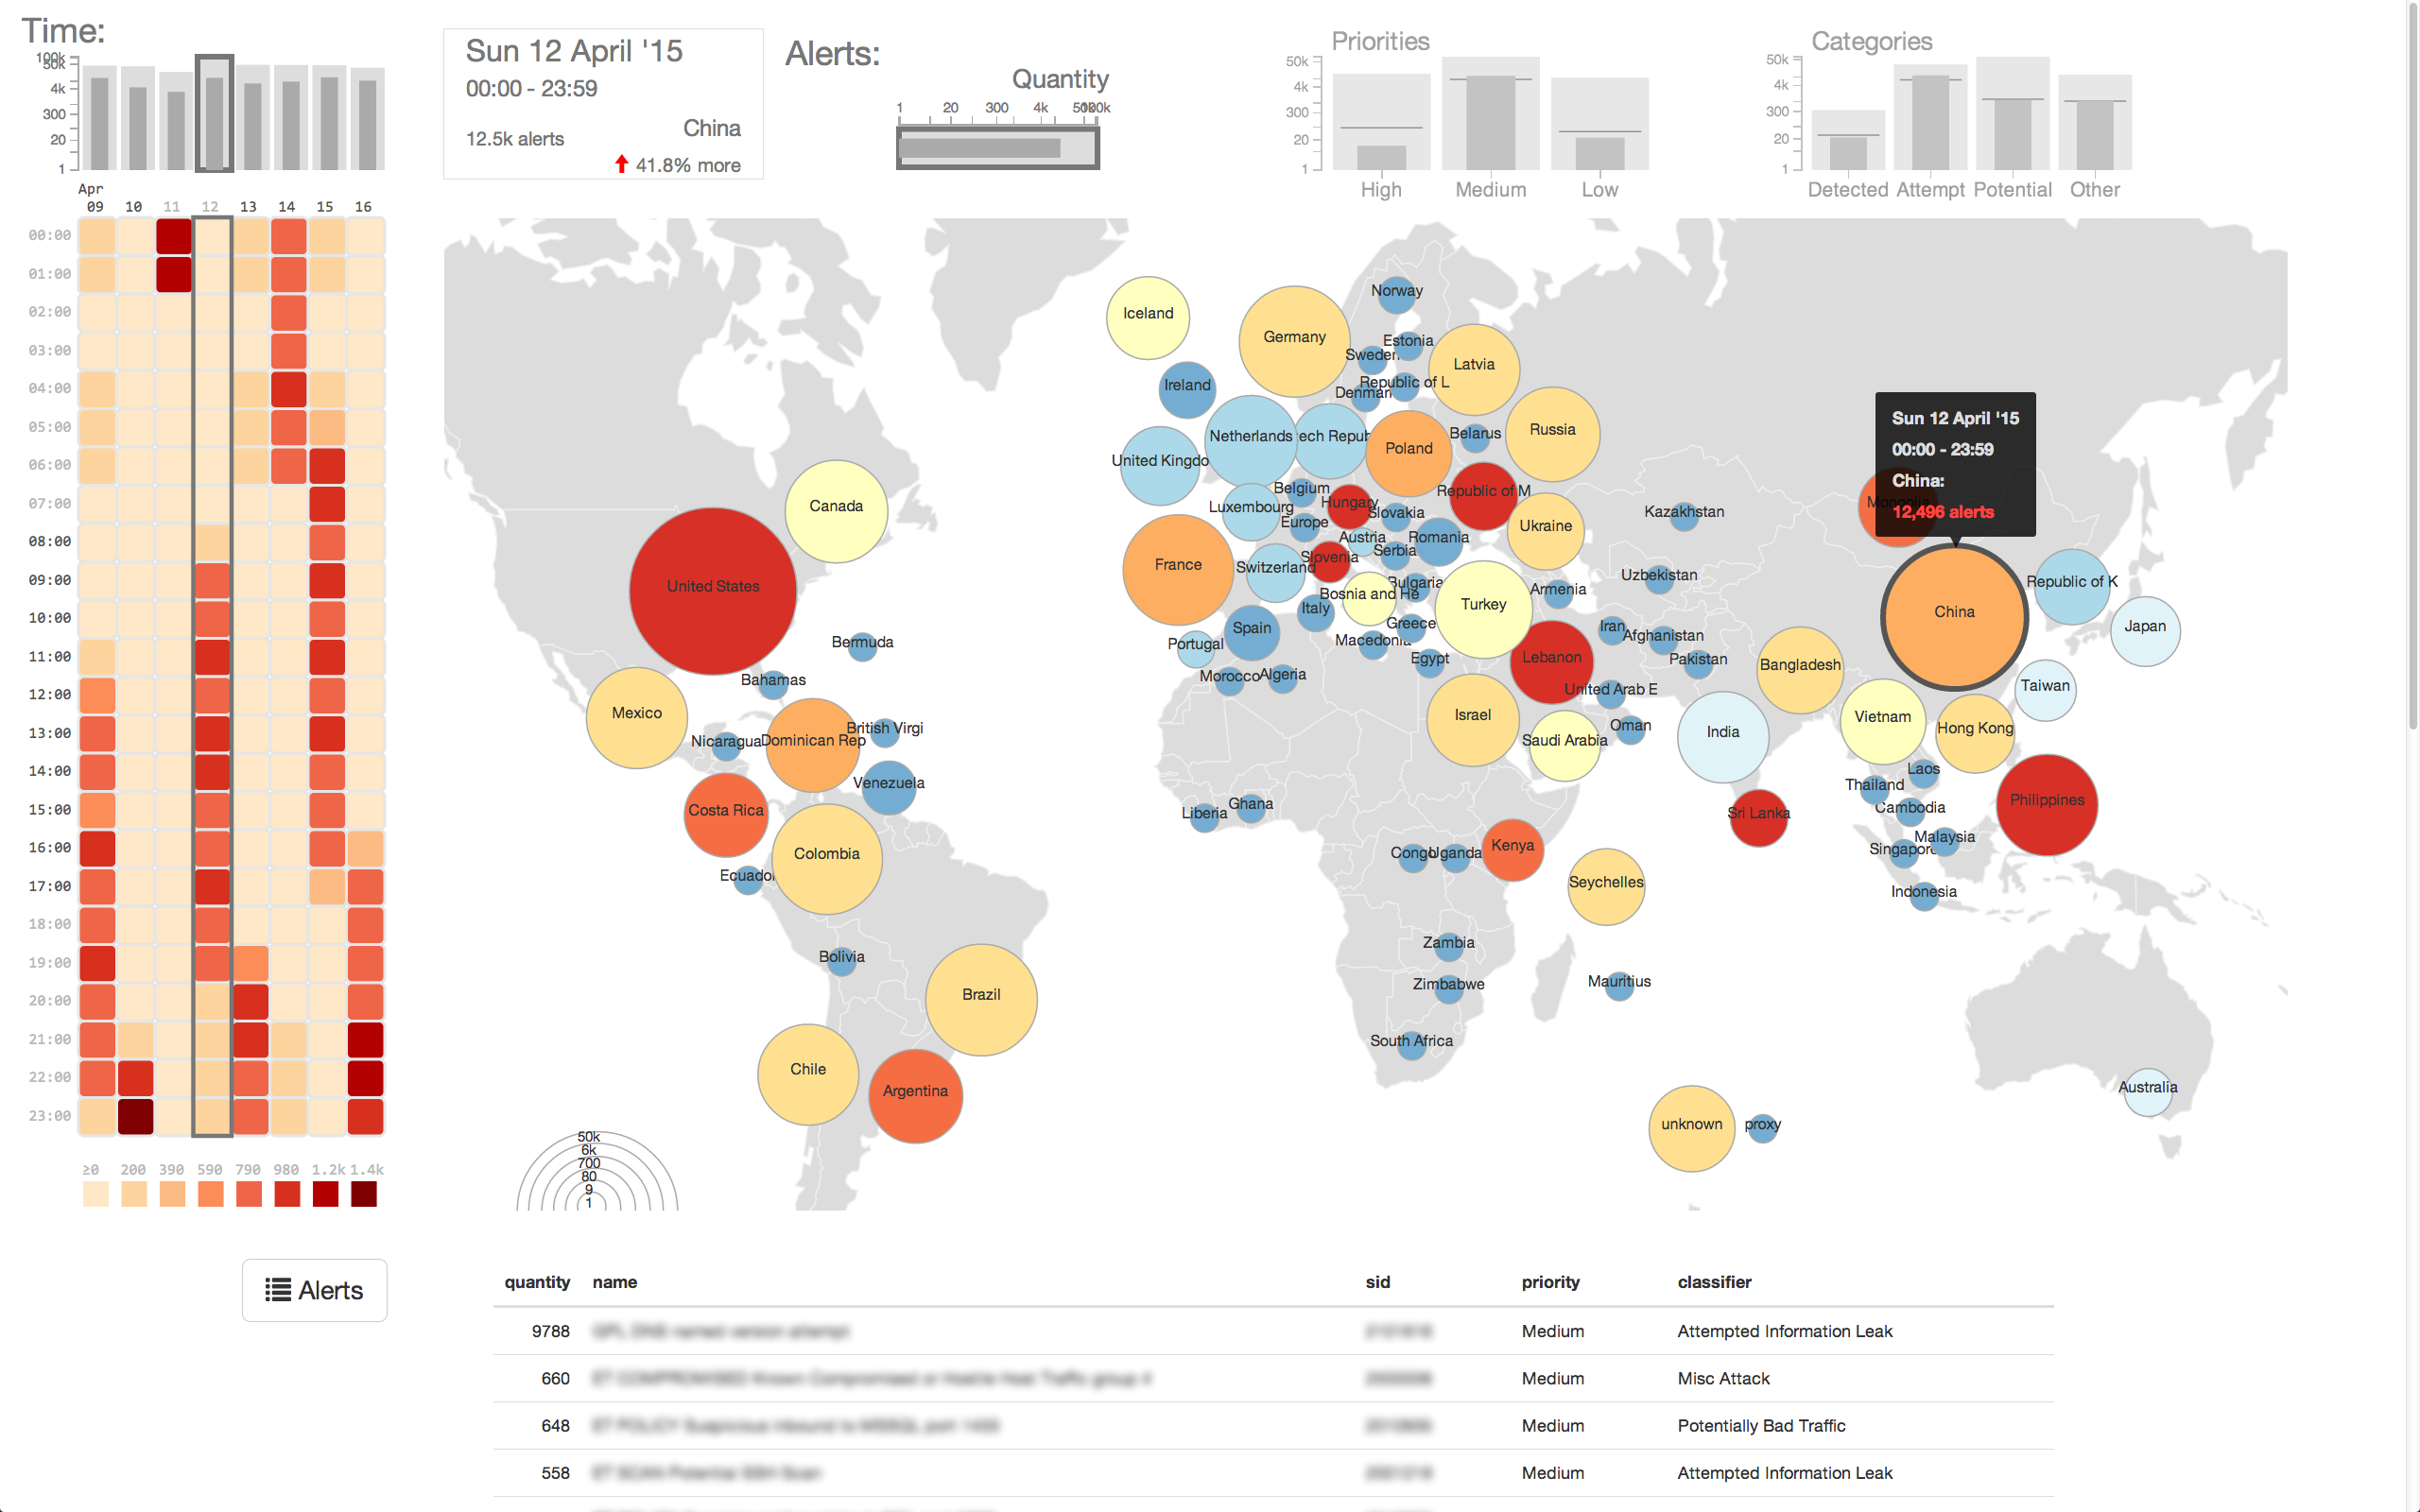 Time:
100k
50k
4k
300
20
1
Apr
09 10 11 12 13 14 15 16
00:00
01:00
02:00
03:00
04:00
05:00
06:00
07:00
08:00
09:00
10:00
11:00
12:00
13:00
14:00
15:00
16:00
17:00
18:00
19:00
20:00
21:00
22:00
23:00
≥0 200 390 590 790 980 1.2k 1.4k
Alerts
Sun 12 April '15
00:00 - 23:59
China
12.5k alerts
41.8% more
Alerts:
Quantity
1 20 300 4k 50k 100k
Priorities
50k
4k
300
20
1
High Medium Low
Categories
50k
4k
300
20
1
Detected Attempt Potential Other
Norway
Iceland
Germany
Estonia
Sweden
Latvia
Republic of L
Ireland
Denmark
Russia
Netherlands
ech Repub
Belarus
Poland
United Kingdo
Belgium
Republic of M
Hungary
Luxembourg
Slovakia
Europe
Ukraine
Canada
Kazakhstan
Austria
Romania
Serbia
Slovenia
France
Switzerland
Uzbekistan
Bulgaria
United States
Armenia
Bosnia and He
Turkey
Italy
Greece
Spain
Iran
Afghanistan
Macedonia
Portugal
Bermuda
Egypt
Lebanon
Pakistan
Bangladesh
Morocco
Algeria
Bahamas
United Arab E
Mexico
Israel
Oman
British Virgi
India
Nicaragua
Dominican Rep
Saudi Arabia
Venezuela
Costa Rica
Liberia
Ghana
Colombia
Congo
Uganda
Kenya
Ecuador
Seychelles
Sri Lanka
Bolivia
Zambia
Zimbabwe
Mauritius
Brazil
South Africa
Chile
Argentina
unknown
proxy
Sun 12 April '15
00:00 - 23:59
China:
Mongolia
12,496 alerts
Republic of K
China
Japan
Taiwan
Vietnam
Hong Kong
Laos
Thailand
Philippines
Cambodia
Malaysia
Singapore
Indonesia
Australia
50k
6k
700
80
9
1
quantity name sid priority classifier
9788 Medium Attempted Information Leak
660 Medium Misc Attack
648 Medium Potentially Bad Traffic
558 Medium Attempted Information Leak